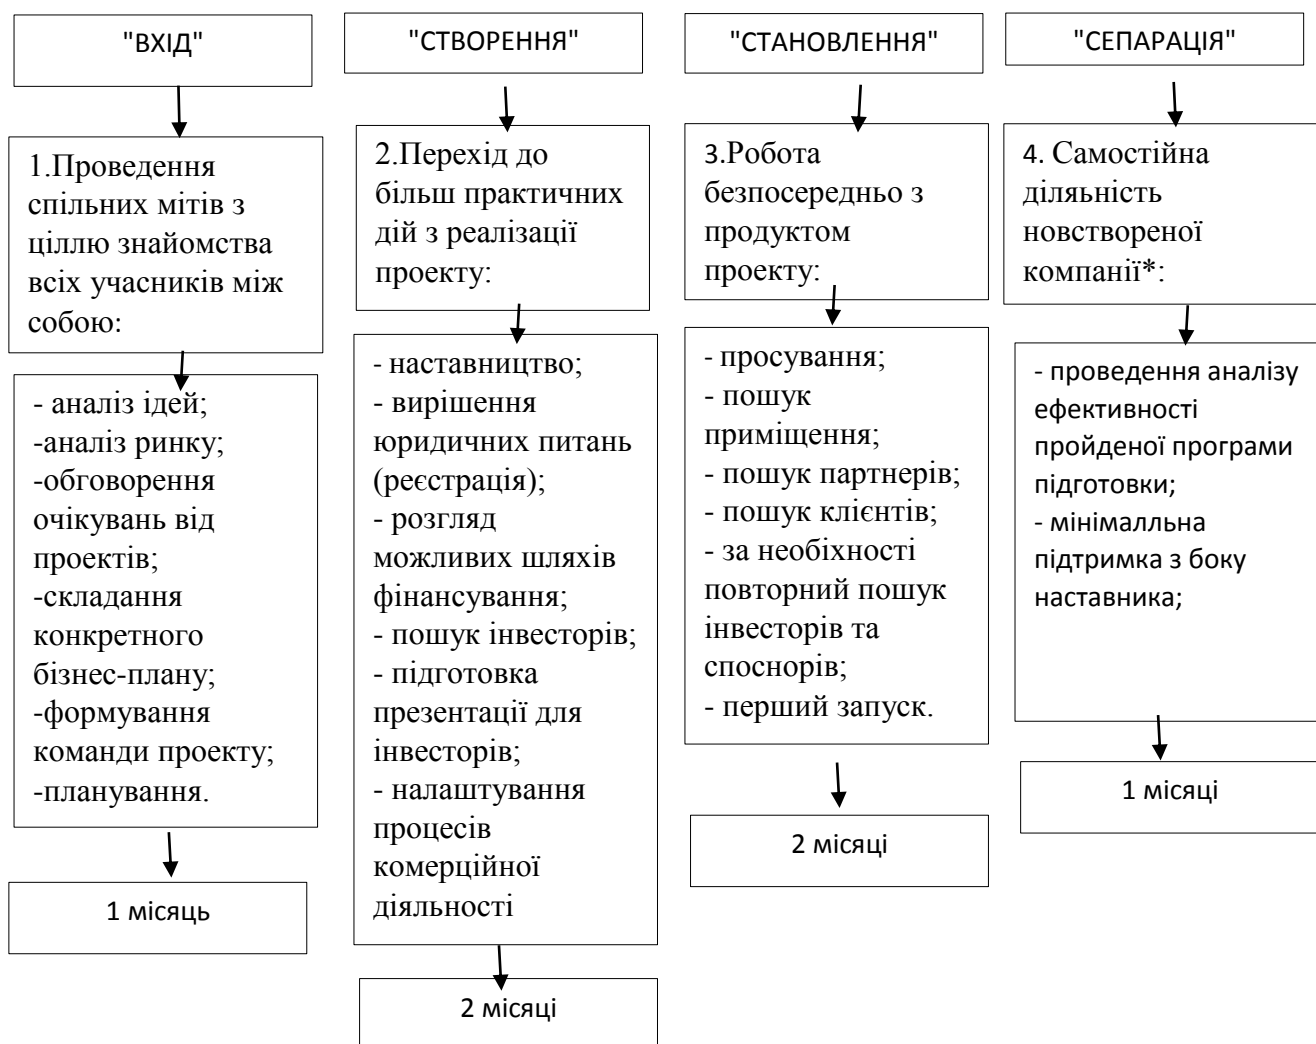 "ВХІД"
1.Проведення
спільних мітів з
ціллю знайомства
всіх учасників між
собою:
- аналіз ідей;
-аналіз ринку;
-обговорення
очікувань від
проектів;
-складання
конкретного
бізнес-плану;
-формування
команди проекту;
-планування.
1 місяць
"СТВОРЕННЯ"
2.Перехід до
більш практичних
дій з реалізації
проекту:
- наставництво;
- вирішення
юридичних питань
(реєстрація);
- розгляд
можливих шляхів
фінансування;
- пошук інвесторів;
- підготовка
презентації для
інвесторів;
- налаштування
процесів
комерційної
діяльності
2 місяці
"СТАНОВЛЕННЯ"
3.Робота
безпосередньо з
продуктом
проекту:
- просування;
- пошук
приміщення;
- пошук партнерів;
- пошук клієнтів;
- за необіхності
повторний пошук
інвесторів та
споснорів;
- перший запуск.
2 місяці
"СЕПАРАЦІЯ"
4. Самостійна
діляьність
новствореної
компанії*:
- проведення аналізу
ефективності
пройденої програми
підготовки;
- мінімалльна
підтримка з боку
наставника;
1 місяці